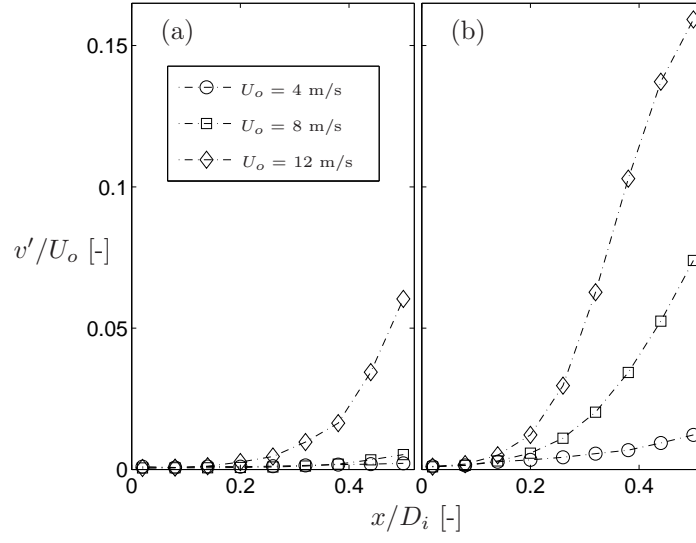 (a)
(b)
0.15
U_o = 4 m/s
U_o = 8 m/s
U_o = 12 m/s
0.1
v′/U_o [-]
0.05
0
0 0.2 0.4 0 0.2 0.4
x/D_i [-] x/D_i [-]